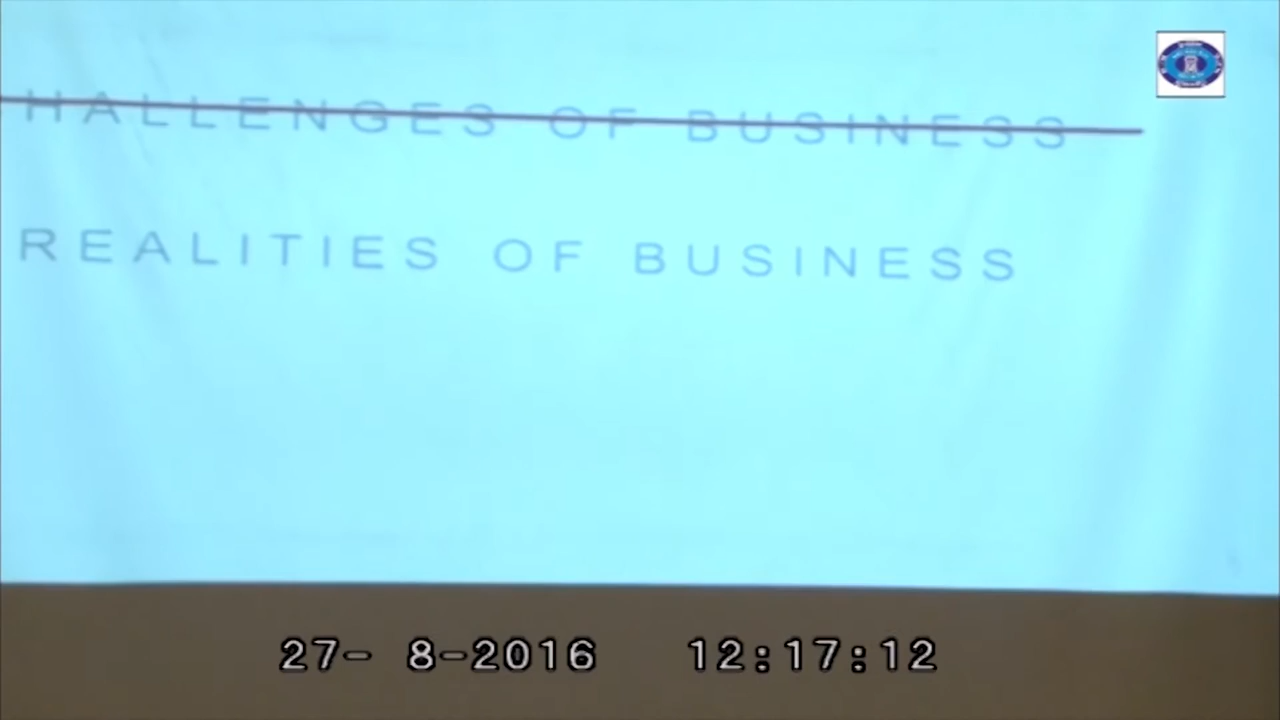 HALLENGES OF BUSINESS
REALITIES OF BUSINESS
27- 8-2016 12:17:12